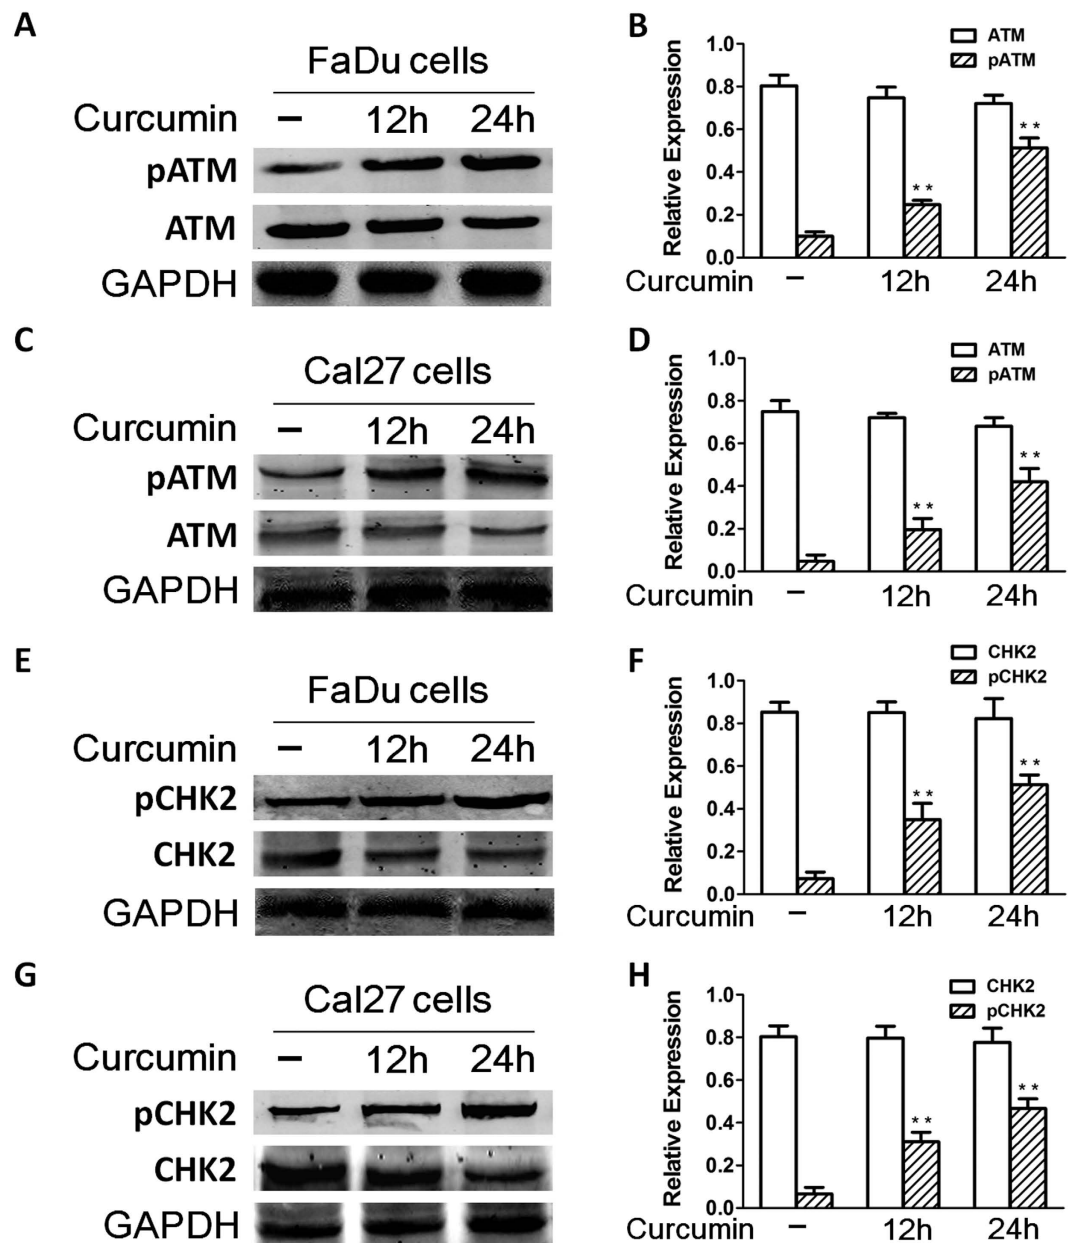 A
FaDu cells
Curcumin – 12h 24h
pATM
ATM
GAPDH
B
ATM
pATM
Relative Expression
1.0
0.8
0.6
0.4
0.2
0.0
**
**
Curcumin – 12h 24h
C
Cal27 cells
Curcumin – 12h 24h
pATM
ATM
GAPDH
D
ATM
pATM
Relative Expression
1.0
0.8
0.6
0.4
0.2
0.0
**
**
Curcumin – 12h 24h
E
FaDu cells
Curcumin – 12h 24h
pCHK2
CHK2
GAPDH
F
CHK2
pCHK2
Relative Expression
1.0
0.8
0.6
0.4
0.2
0.0
**
**
Curcumin – 12h 24h
G
Cal27 cells
Curcumin – 12h 24h
pCHK2
CHK2
GAPDH
H
CHK2
pCHK2
Relative Expression
1.0
0.8
0.6
0.4
0.2
0.0
**
**
Curcumin – 12h 24h